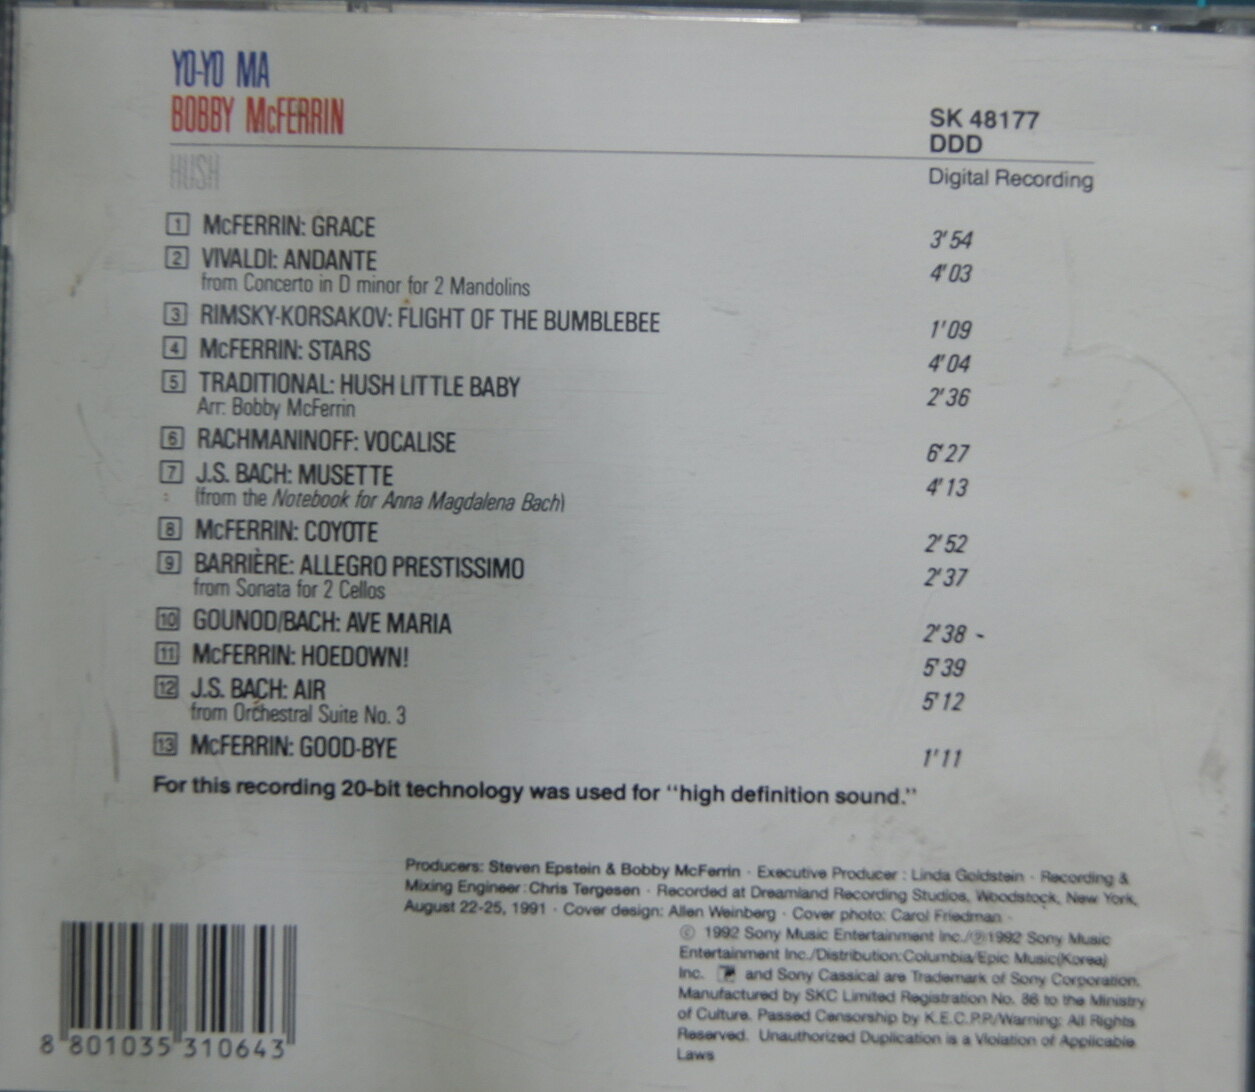 YO-YO MA
BOBBY McFERRIN
SK 48177
DDD
HUSH
Digital Recording
1 McFERRIN: GRACE 3'54
2 VIVALDI: ANDANTE 4'03
from Concerto in D minor for 2 Mandolins
3 RIMSKY-KORSAKOV: FLIGHT OF THE BUMBLEBEE 1'09
4 McFERRIN: STARS 4'04
5 TRADITIONAL: HUSH LITTLE BABY 2'36
Arr: Bobby McFerrin
6 RACHMANINOFF: VOCALISE 6'27
7 J.S. BACH: MUSETTE 4'13
(from the Notebook for Anna Magdalena Bach)
8 McFERRIN: COYOTE 2'52
9 BARRIÈRE: ALLEGRO PRESTISSIMO 2'37
from Sonata for 2 Cellos
10 GOUNOD/BACH: AVE MARIA 2'38 -
11 McFERRIN: HOEDOWN! 5'39
12 J.S. BACH: AIR 5'12
from Orchestral Suite No. 3
13 McFERRIN: GOOD-BYE 1'11
For this recording 20-bit technology was used for "high definition sound."
Producers: Steven Epstein & Bobby McFerrin · Executive Producer : Linda Goldstein · Recording &
Mixing Engineer: Chris Tergesen · Recorded at Dreamland Recording Studios, Woodstock, New York,
August 22-25, 1991 · Cover design: Allen Weinberg · Cover photo: Carol Friedman ·
© 1992 Sony Music Entertainment Inc./℗1992 Sony Music
Entertainment Inc./Distribution:Columbia/Epic Music(Korea)
Inc. and Sony Cassical are Trademark of Sony Corporation.
Manufactured by SKC Limited Registration No. 36 to the Ministry
of Culture. Passed Censorship by K.E.C.P.P./Warning: All Rights
Reserved. Unauthorized Duplication is a Violation of Applicable
Laws
8 801035 310643